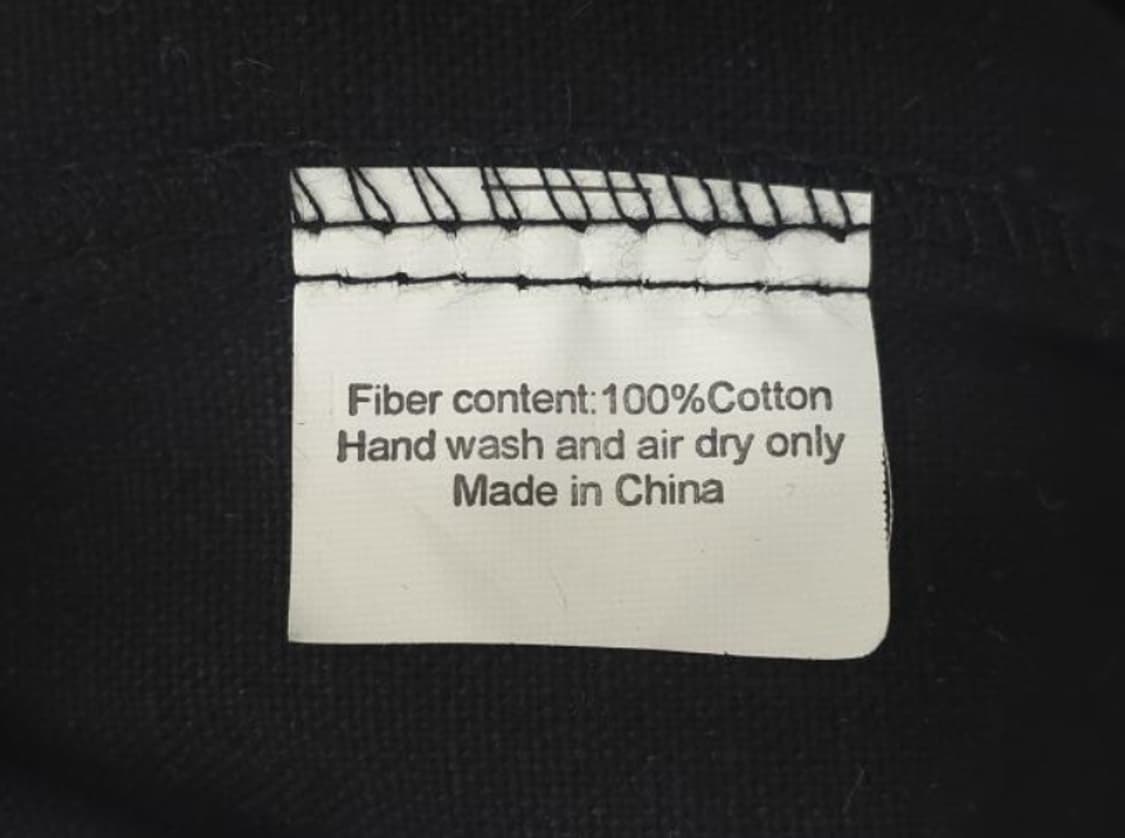 Fiber content:100%Cotton
Hand wash and air dry only
Made in China